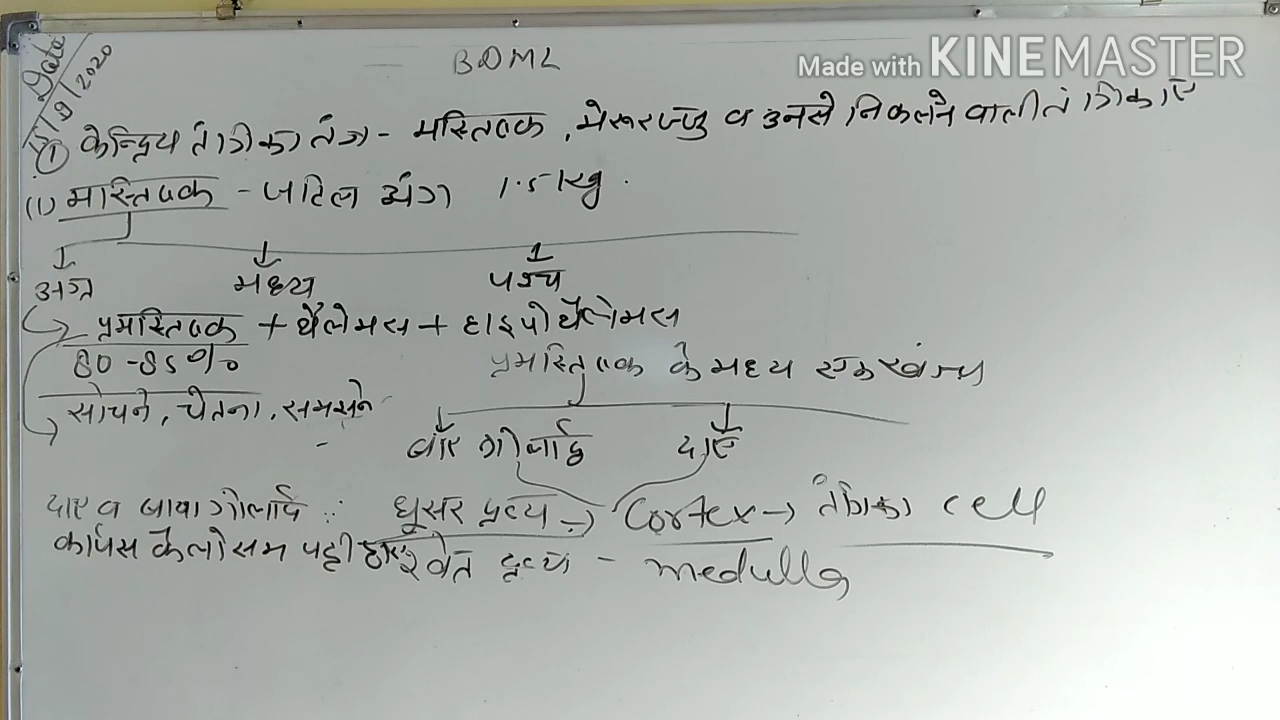 Date
15/9/2020
BDML
Made with KINEMASTER
① केन्द्रिय तंत्रिका तंत्र - मस्तिष्क, मेरूरज्जु व उनसे निकलने वाली तंत्रिकाएँ
(1) मास्तिष्क - जटिल अंग 1.5 kg.
अग्र मध्य पश्च
प्रमस्तिष्क + थैलेमस + हाइपोथैलेमस
80-85%
प्रमस्तिष्क के मध्य एक खांच
सोचने, चेतना, समझने
बाँए गोलार्द्ध दाएँ
दाए व बाया गोलार्द धूसर द्रव्य → Cortex → तंत्रिका cell
कार्पस कैलोसम पट्टी द्वारा श्वेत द्रव्य - medulla